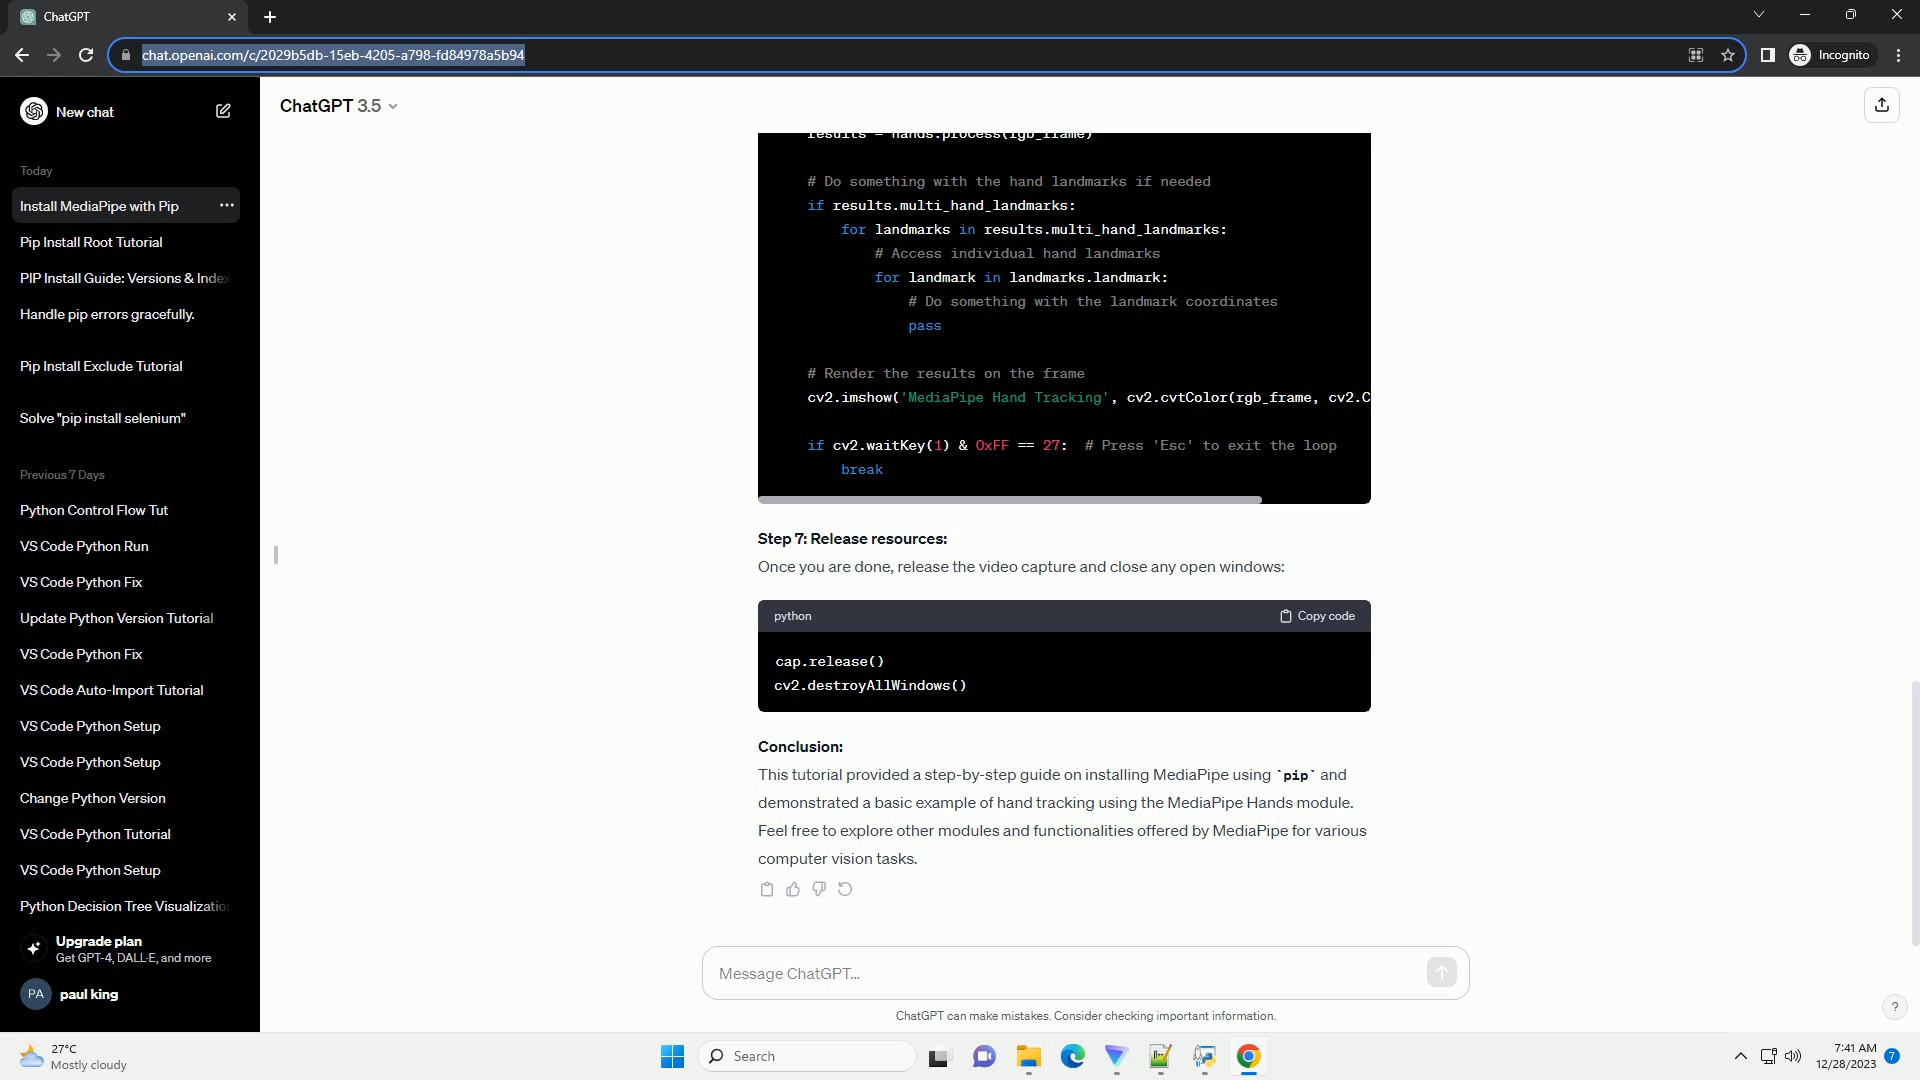 ChatGPT
chat.openai.com/c/2029b5db-15eb-4205-a798-fd84978a5b94
Incognito
New chat
Today
Install MediaPipe with Pip
Pip Install Root Tutorial
PIP Install Guide: Versions & Index
Handle pip errors gracefully.
Pip Install Exclude Tutorial
Solve "pip install selenium"
Previous 7 Days
Python Control Flow Tut
VS Code Python Run
VS Code Python Fix
Update Python Version Tutorial
VS Code Python Fix
VS Code Auto-Import Tutorial
VS Code Python Setup
VS Code Python Setup
Change Python Version
VS Code Python Tutorial
VS Code Python Setup
Python Decision Tree Visualization
Upgrade plan
Get GPT-4, DALL·E, and more
PA paul king
ChatGPT 3.5
results = hands.process(rgb_frame)
# Do something with the hand landmarks if needed
if results.multi_hand_landmarks:
for landmarks in results.multi_hand_landmarks:
# Access individual hand landmarks
for landmark in landmarks.landmark:
# Do something with the landmark coordinates
pass
# Render the results on the frame
cv2.imshow('MediaPipe Hand Tracking', cv2.cvtColor(rgb_frame, cv2.C
if cv2.waitKey(1) & 0xFF == 27:  # Press 'Esc' to exit the loop
break
Step 7: Release resources:
Once you are done, release the video capture and close any open windows:
python
Copy code
cap.release()
cv2.destroyAllWindows()
Conclusion:
This tutorial provided a step-by-step guide on installing MediaPipe using `pip` and
demonstrated a basic example of hand tracking using the MediaPipe Hands module.
Feel free to explore other modules and functionalities offered by MediaPipe for various
computer vision tasks.
Message ChatGPT...
ChatGPT can make mistakes. Consider checking important information.
?
27°C
Mostly cloudy
Search
7:41 AM
12/28/2023
7